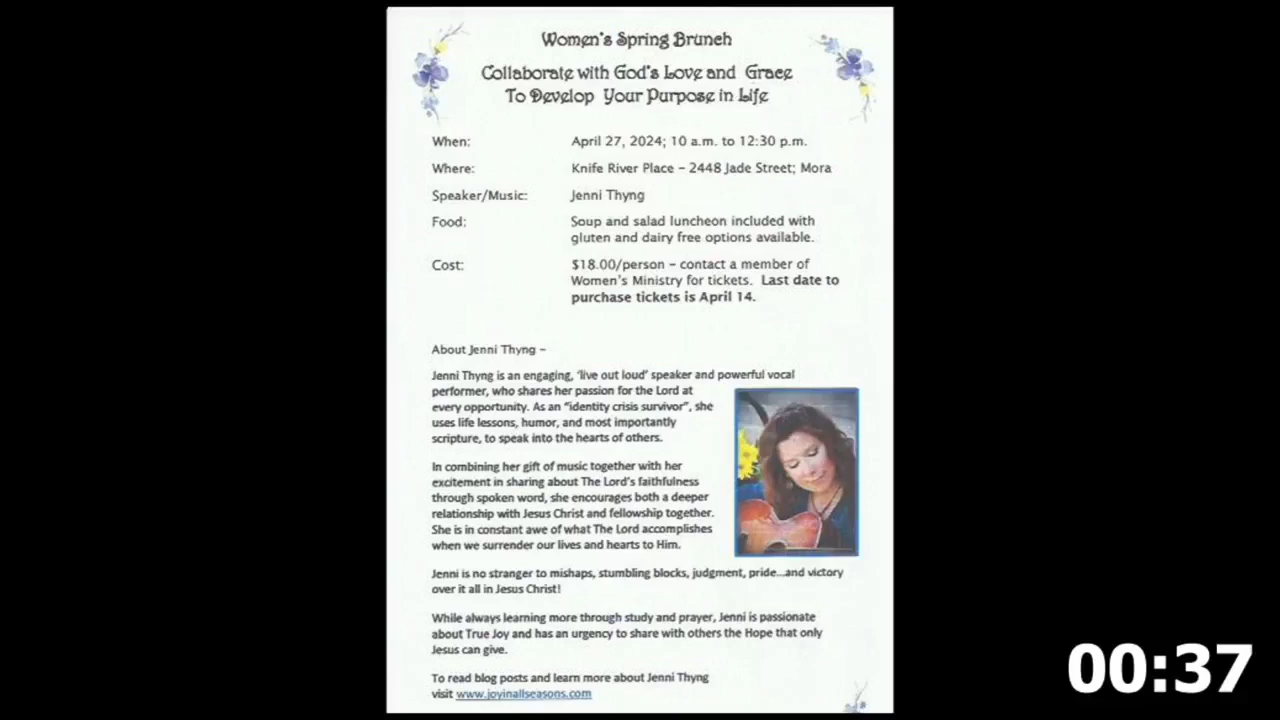 Women's Spring Brunch
Collaborate with God's Love and Grace
To Develop Your Purpose in Life
When: April 27, 2024; 10 a.m. to 12:30 p.m.
Where: Knife River Place – 2448 Jade Street; Mora
Speaker/Music: Jenni Thyng
Food: Soup and salad luncheon included with
gluten and dairy free options available.
Cost: $18.00/person – contact a member of
Women's Ministry for tickets. Last date to
purchase tickets is April 14.
About Jenni Thyng –
Jenni Thyng is an engaging, 'live out loud' speaker and powerful vocal
performer, who shares her passion for the Lord at
every opportunity. As an "identity crisis survivor", she
uses life lessons, humor, and most importantly
scripture, to speak into the hearts of others.
In combining her gift of music together with her
excitement in sharing about The Lord's faithfulness
through spoken word, she encourages both a deeper
relationship with Jesus Christ and fellowship together.
She is in constant awe of what The Lord accomplishes
when we surrender our lives and hearts to Him.
Jenni is no stranger to mishaps, stumbling blocks, judgment, pride...and victory
over it all in Jesus Christ!
While always learning more through study and prayer, Jenni is passionate
about True Joy and has an urgency to share with others the Hope that only
Jesus can give.
To read blog posts and learn more about Jenni Thyng
visit www.joyinallseasons.com
00:37